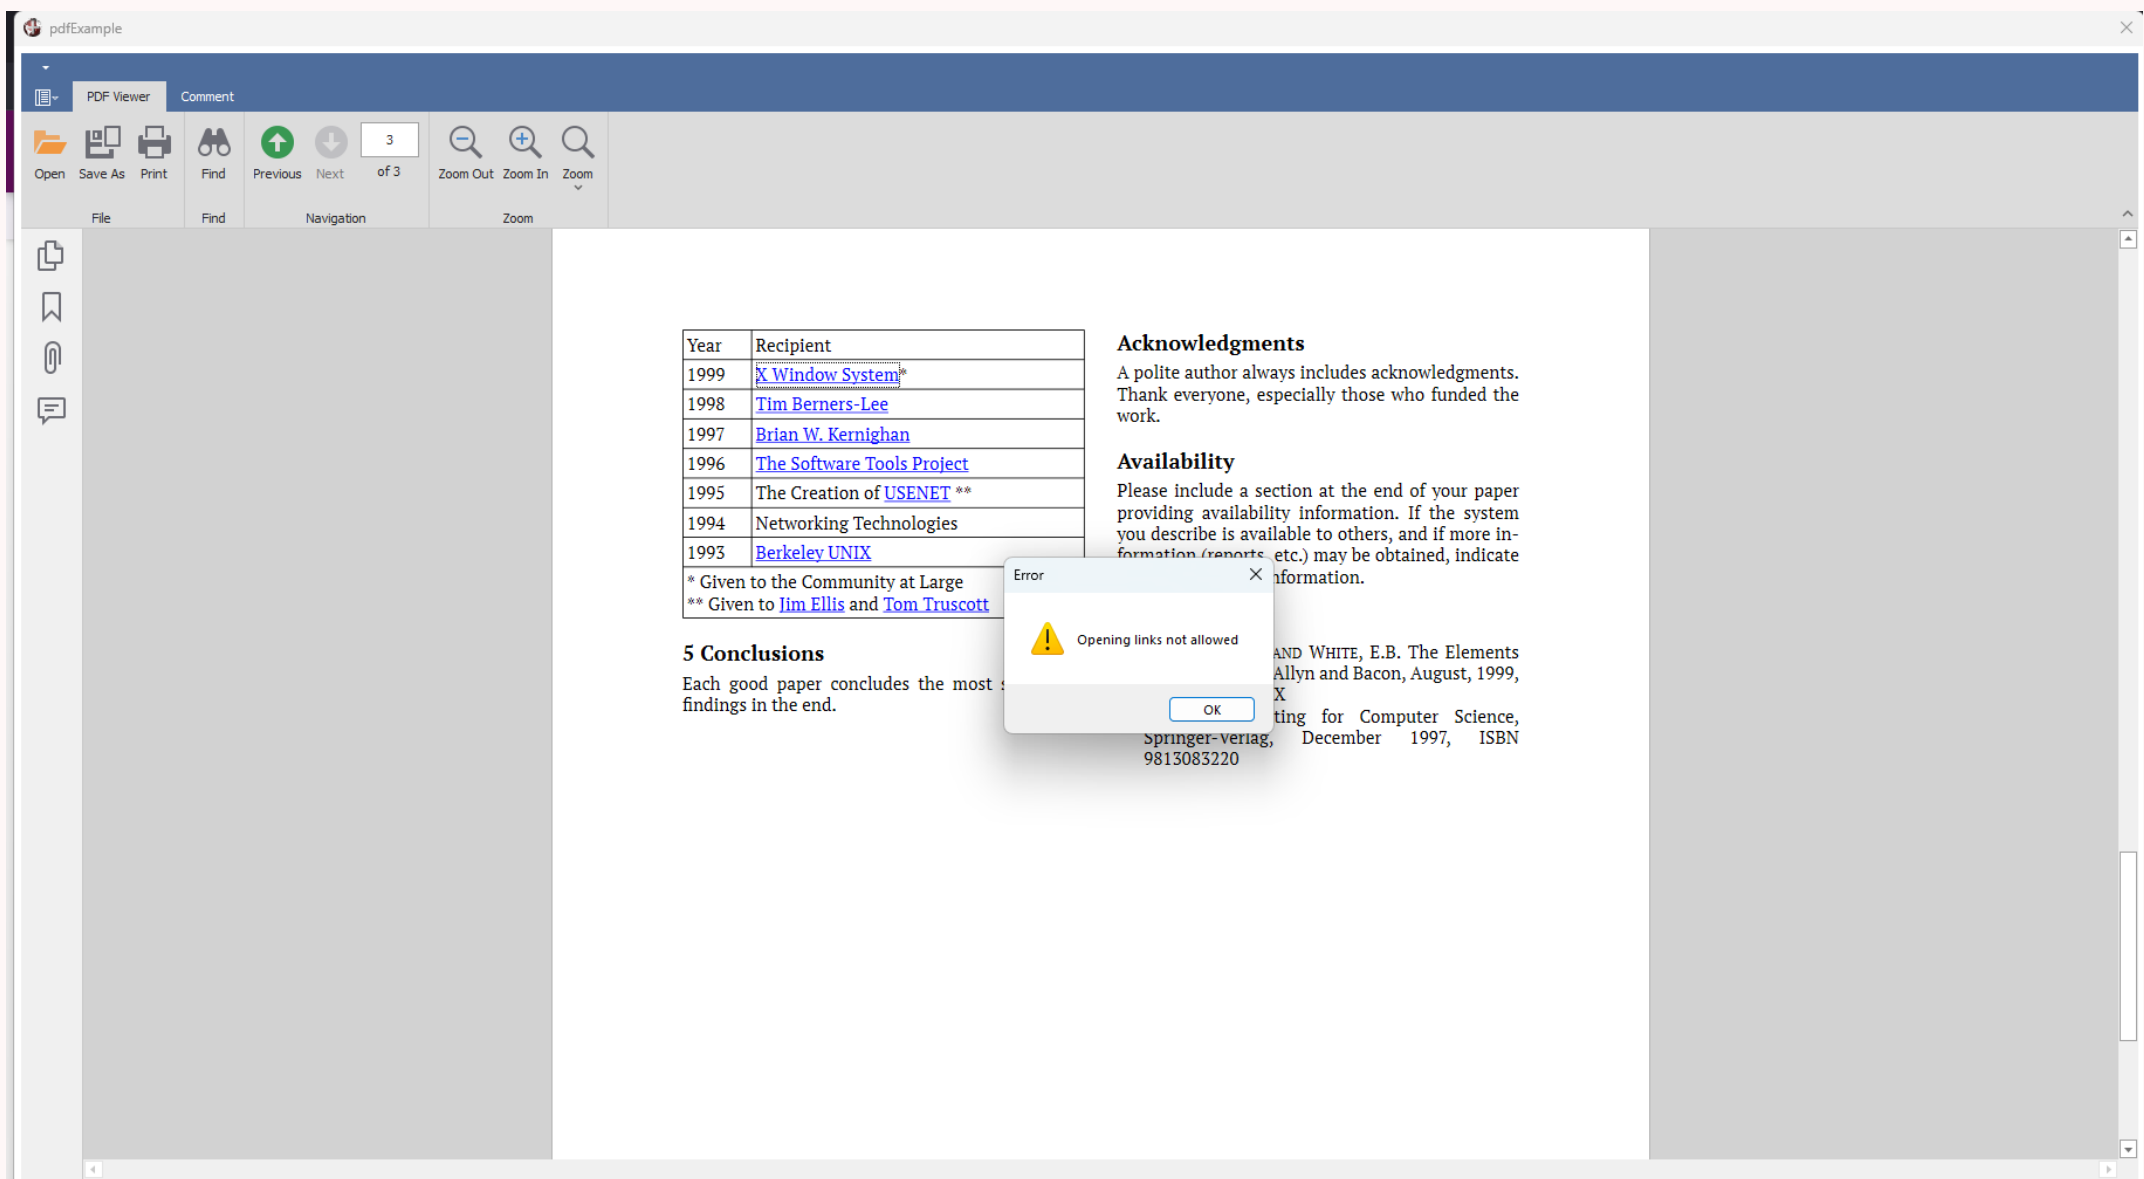 pdfExample
PDF Viewer Comment
3
of 3
Open Save As Print Find Previous Next Zoom Out Zoom In Zoom
File Find Navigation Zoom
Year Recipient
1999 X Window System*
1998 Tim Berners-Lee
1997 Brian W. Kernighan
1996 The Software Tools Project
1995 The Creation of USENET **
1994 Networking Technologies
1993 Berkeley UNIX
* Given to the Community at Large
** Given to Jim Ellis and Tom Truscott
5 Conclusions
Each good paper concludes the most
findings in the end.
Acknowledgments
A polite author always includes acknowledgments.
Thank everyone, especially those who funded the
work.
Availability
Please include a section at the end of your paper
providing availability information. If the system
you describe is available to others, and if more in-
formation (reports, etc.) may be obtained, indicate
nformation.
AND WHITE, E.B. The Elements
Allyn and Bacon, August, 1999,
X
ting for Computer Science,
Springer-Verlag, December 1997, ISBN
9813083220
Error
Opening links not allowed
OK